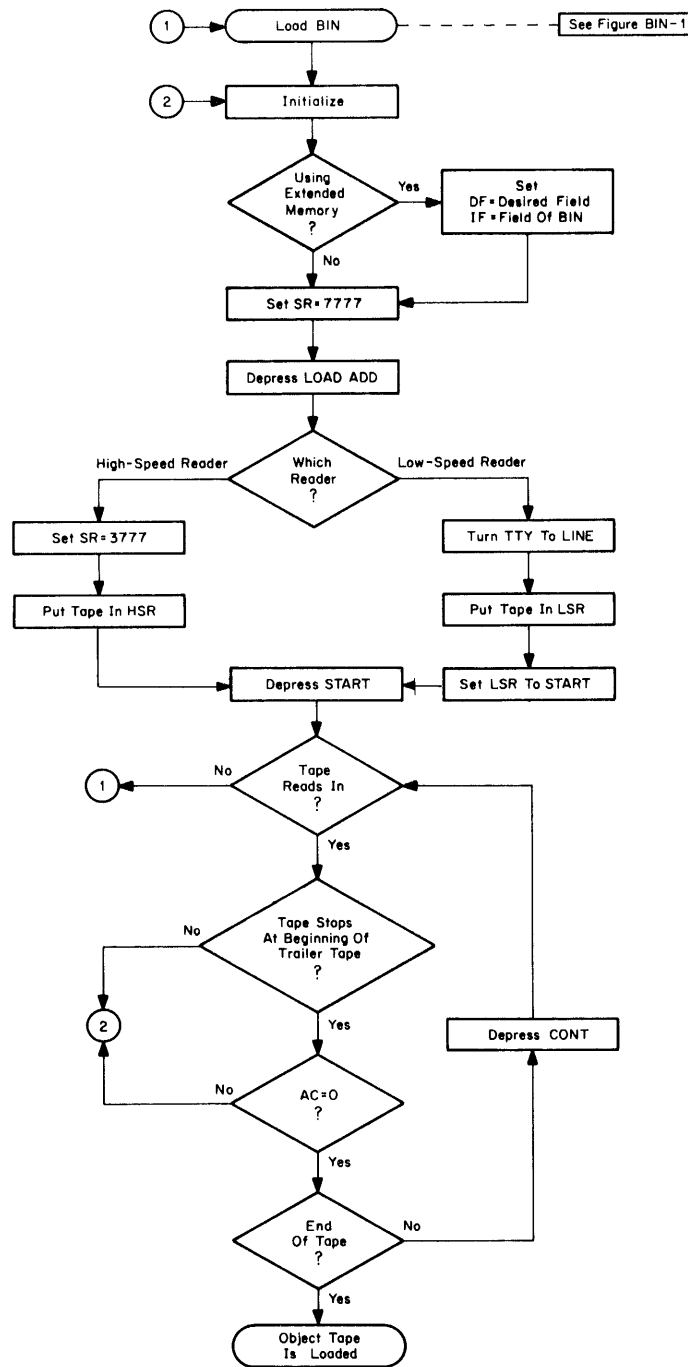 1
Load BIN
See Figure BIN-1
2
Initialize
Using
Extended
Memory
?
Yes
Set
DF=Desired Field
IF=Field Of BIN
No
Set SR=7777
Depress LOAD ADD
High-Speed Reader
Which
Reader
?
Low-Speed Reader
Set SR=3777
Turn TTY To LINE
Put Tape In HSR
Put Tape In LSR
Depress START
Set LSR To START
1
No
Tape
Reads In
?
Yes
No
Tape Stops
At Beginning Of
Trailer Tape
?
2
Yes
Depress CONT
No
AC=0
?
Yes
End
Of Tape
?
No
Yes
Object Tape
Is Loaded